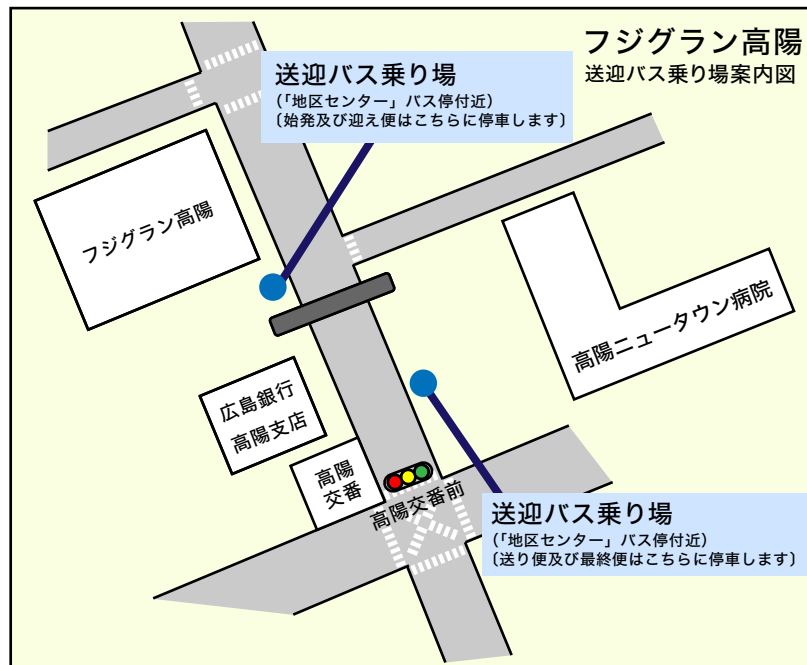 フジグラン高陽
送迎バス乗り場案内図
送迎バス乗り場
(「地区センター」バス停付近)
〔始発及び迎え便はこちらに停車します〕
フジグラン高陽
高陽ニュータウン病院
広島銀行
高陽支店
高陽
交番
高陽交番前
送迎バス乗り場
(「地区センター」バス停付近)
〔送り便及び最終便はこちらに停車します〕